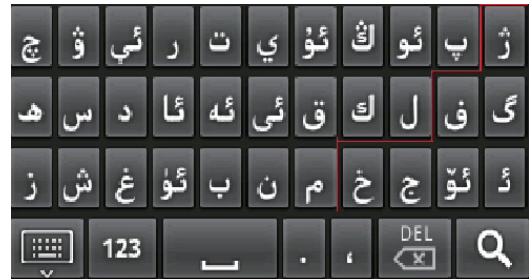 ژ پ ئو ڭ ئۇ ي ت ر ئې ۋ چ
گ ف ل ك ق ئى ئە ئا د س ھ
ئ ئۆ ج خ م ن ب ئۈ غ ش ز
123 . ، DEL